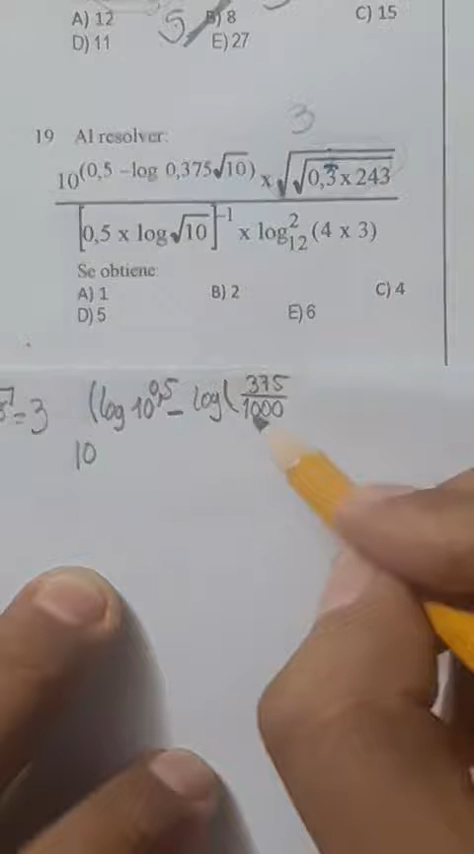 A) 12 5 B) 8 C) 15
D) 11 E) 27
3
19 Al resolver:
10^(0,5 –log 0,375√10) x √√0,3̄ x 243
[0,5 x log√10]^-1 x log²₁₂ (4 x 3)
Se obtiene:
A) 1 B) 2 C) 4
D) 5 E) 6
=3 (log 10^0,5 – log( 375/1000
10